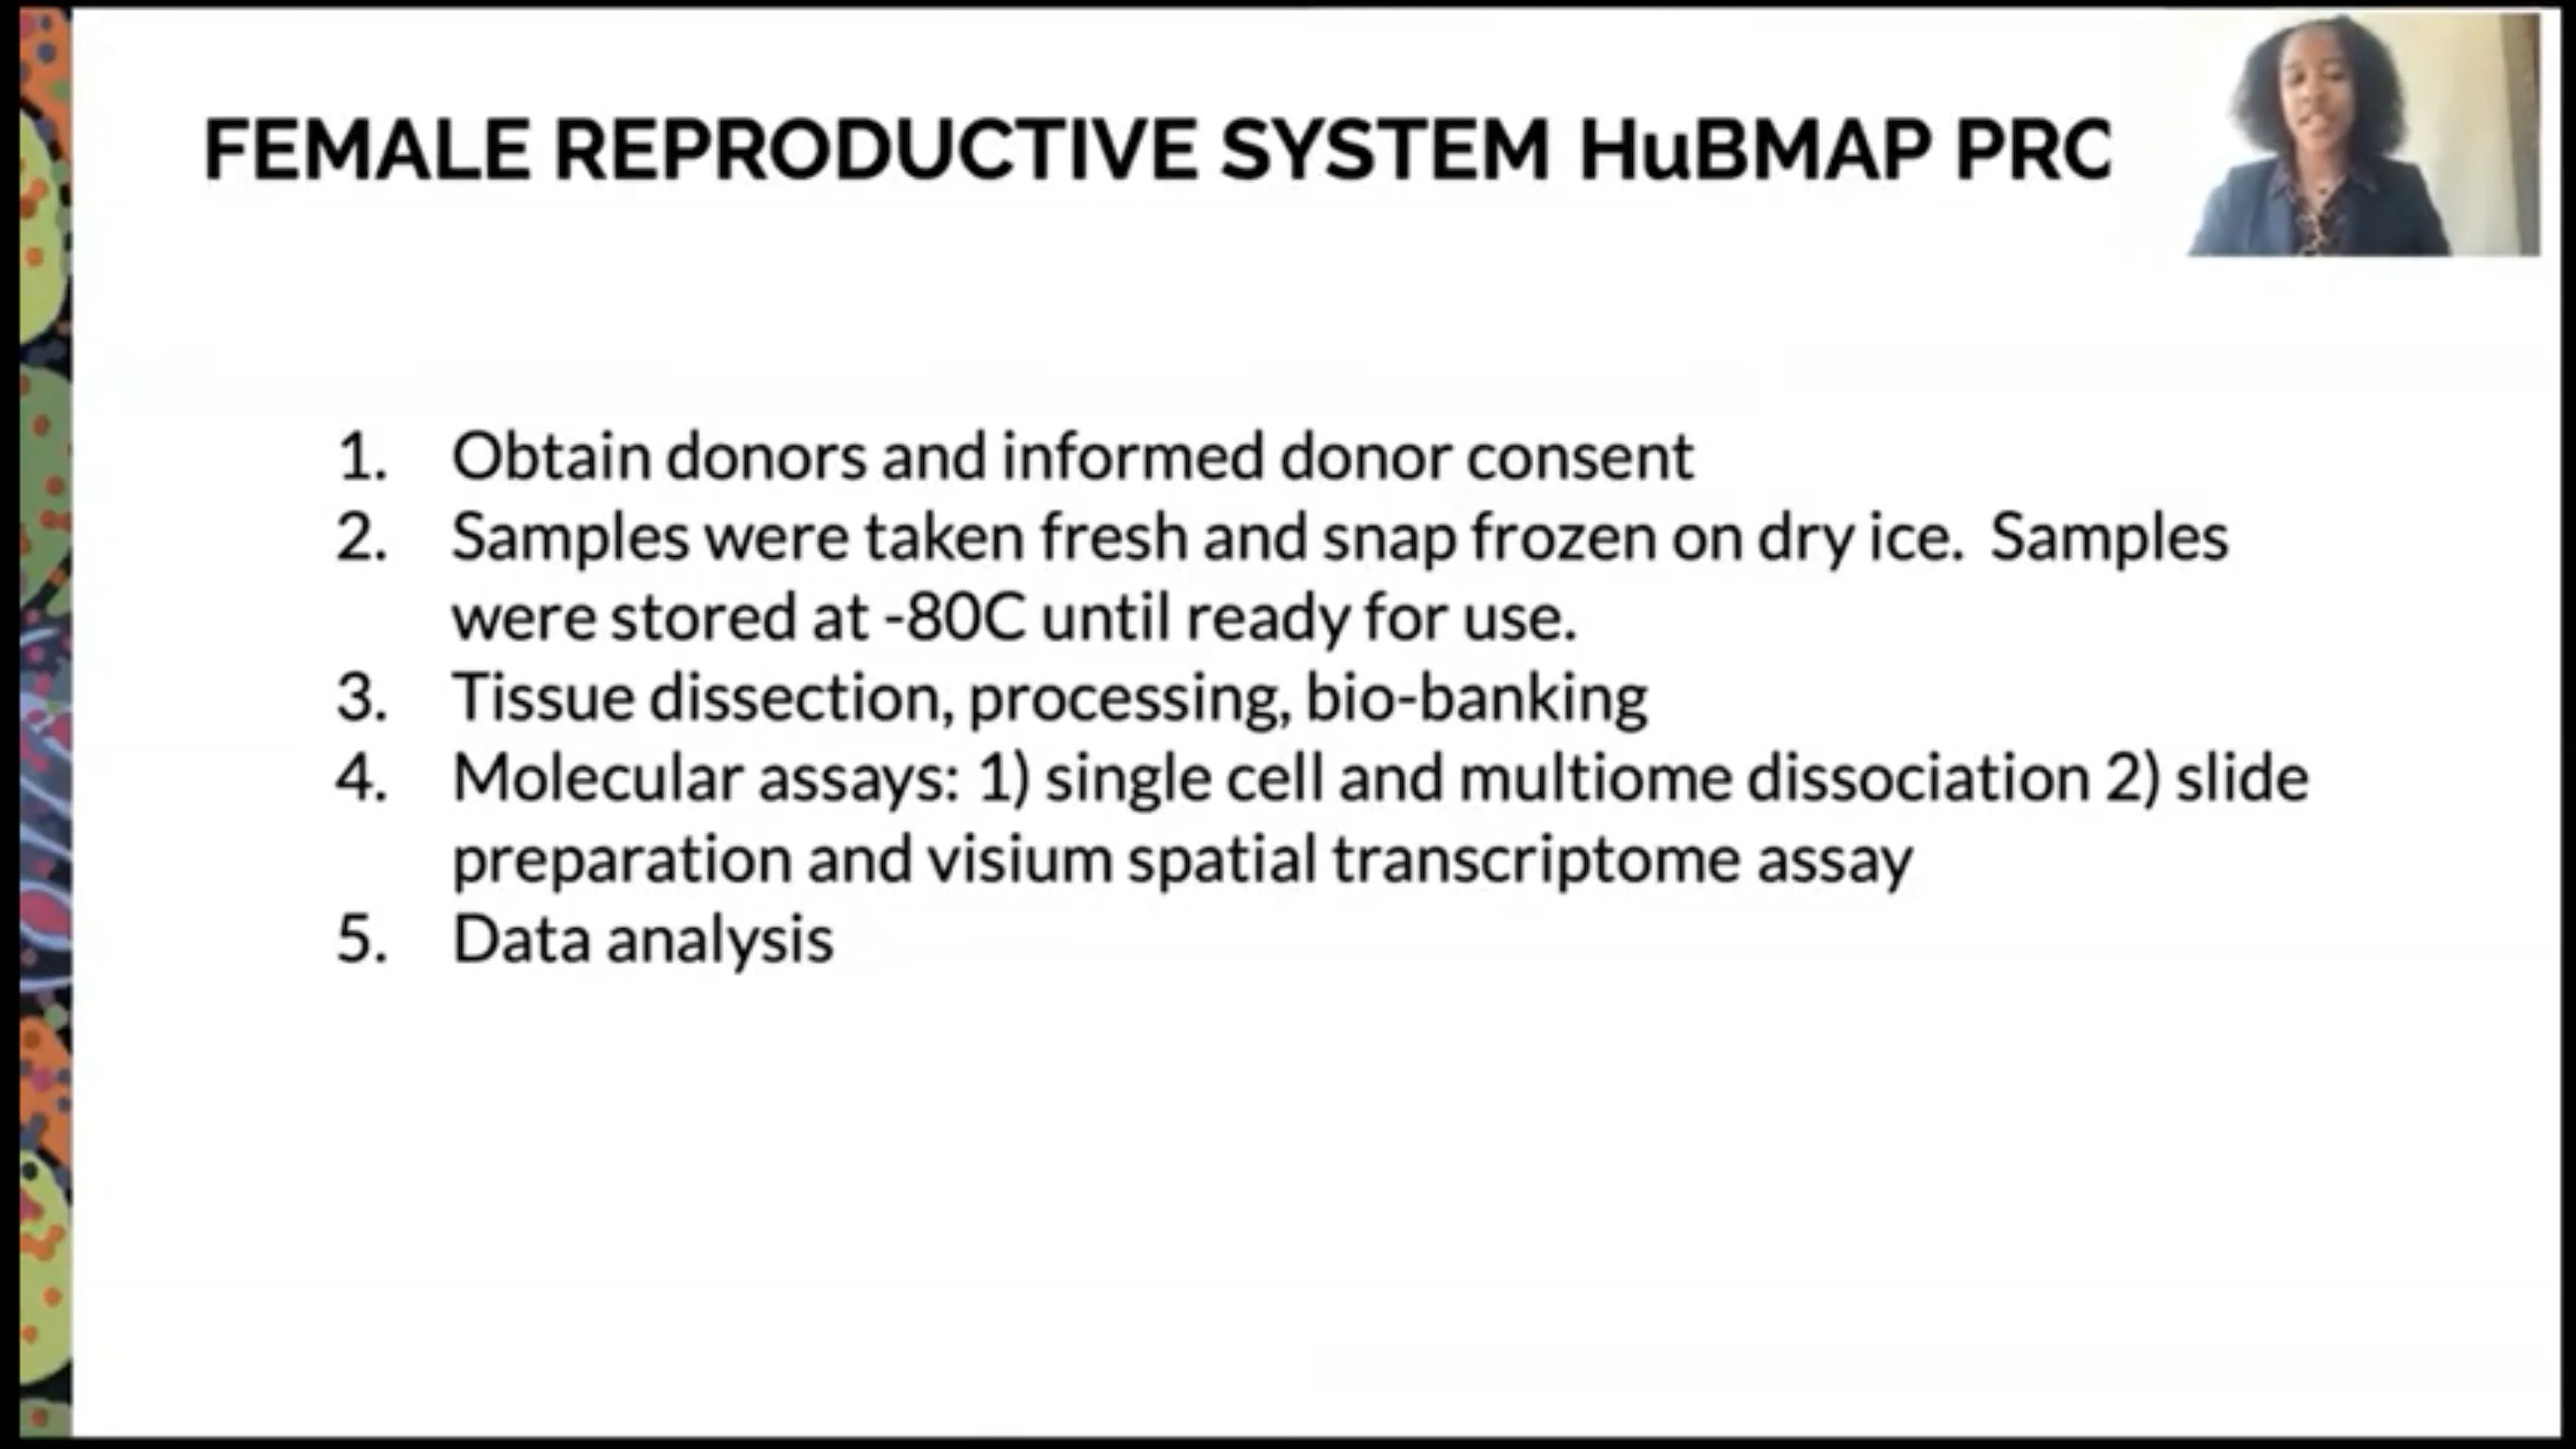 FEMALE REPRODUCTIVE SYSTEM HuBMAP
1. Obtain donors and informed donor consent
2. Samples were taken fresh and snap frozen on dry ice. Samples
were stored at -80C until ready for use.
3. Tissue dissection, processing, bio-banking
4. Molecular assays: 1) single cell and multiome dissociation 2) slide
preparation and visium spatial transcriptome assay
5. Data analysis